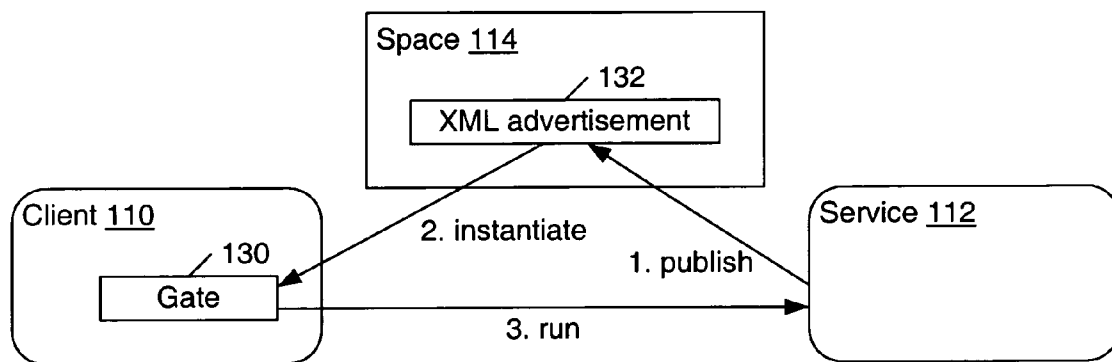 Space 114
132
XML advertisement
Client 110
2. instantiate
Service 112
130
1. publish
Gate
3. run